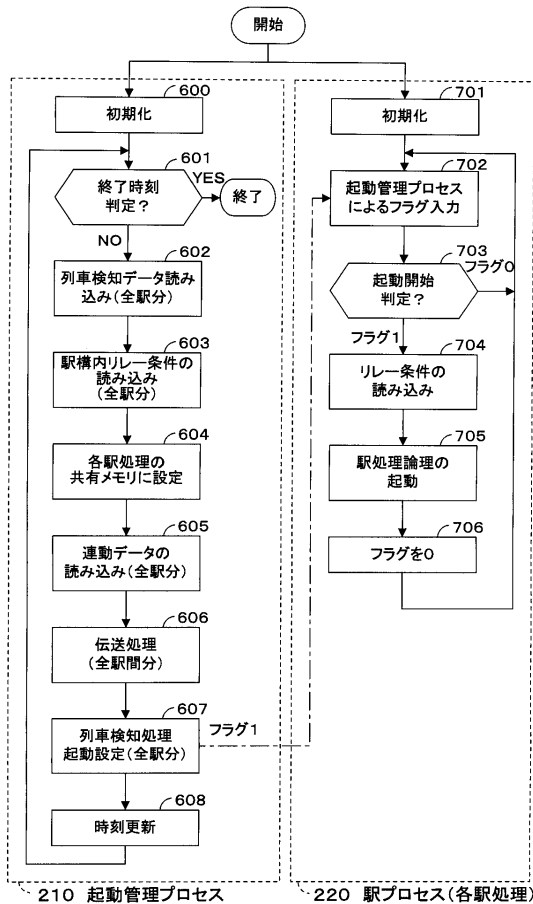 開始
600
初期化
601
終了時刻
判定?
YES
終了
NO
602
列車検知データ読み
込み(全駅分)
603
駅構内リレー条件の
読み込み
(全駅分)
604
各駅処理の
共有メモリに設定
605
連動データの
読み込み(全駅分)
606
伝送処理
(全駅間分)
607
列車検知処理
起動設定(全駅分)
フラグ1
608
時刻更新
210 起動管理プロセス
701
初期化
702
起動管理プロセス
によるフラグ入力
703
起動開始
判定?
フラグ0
フラグ1
704
リレー条件の
読み込み
705
駅処理論理の
起動
706
フラグを0
220 駅プロセス(各駅処理)